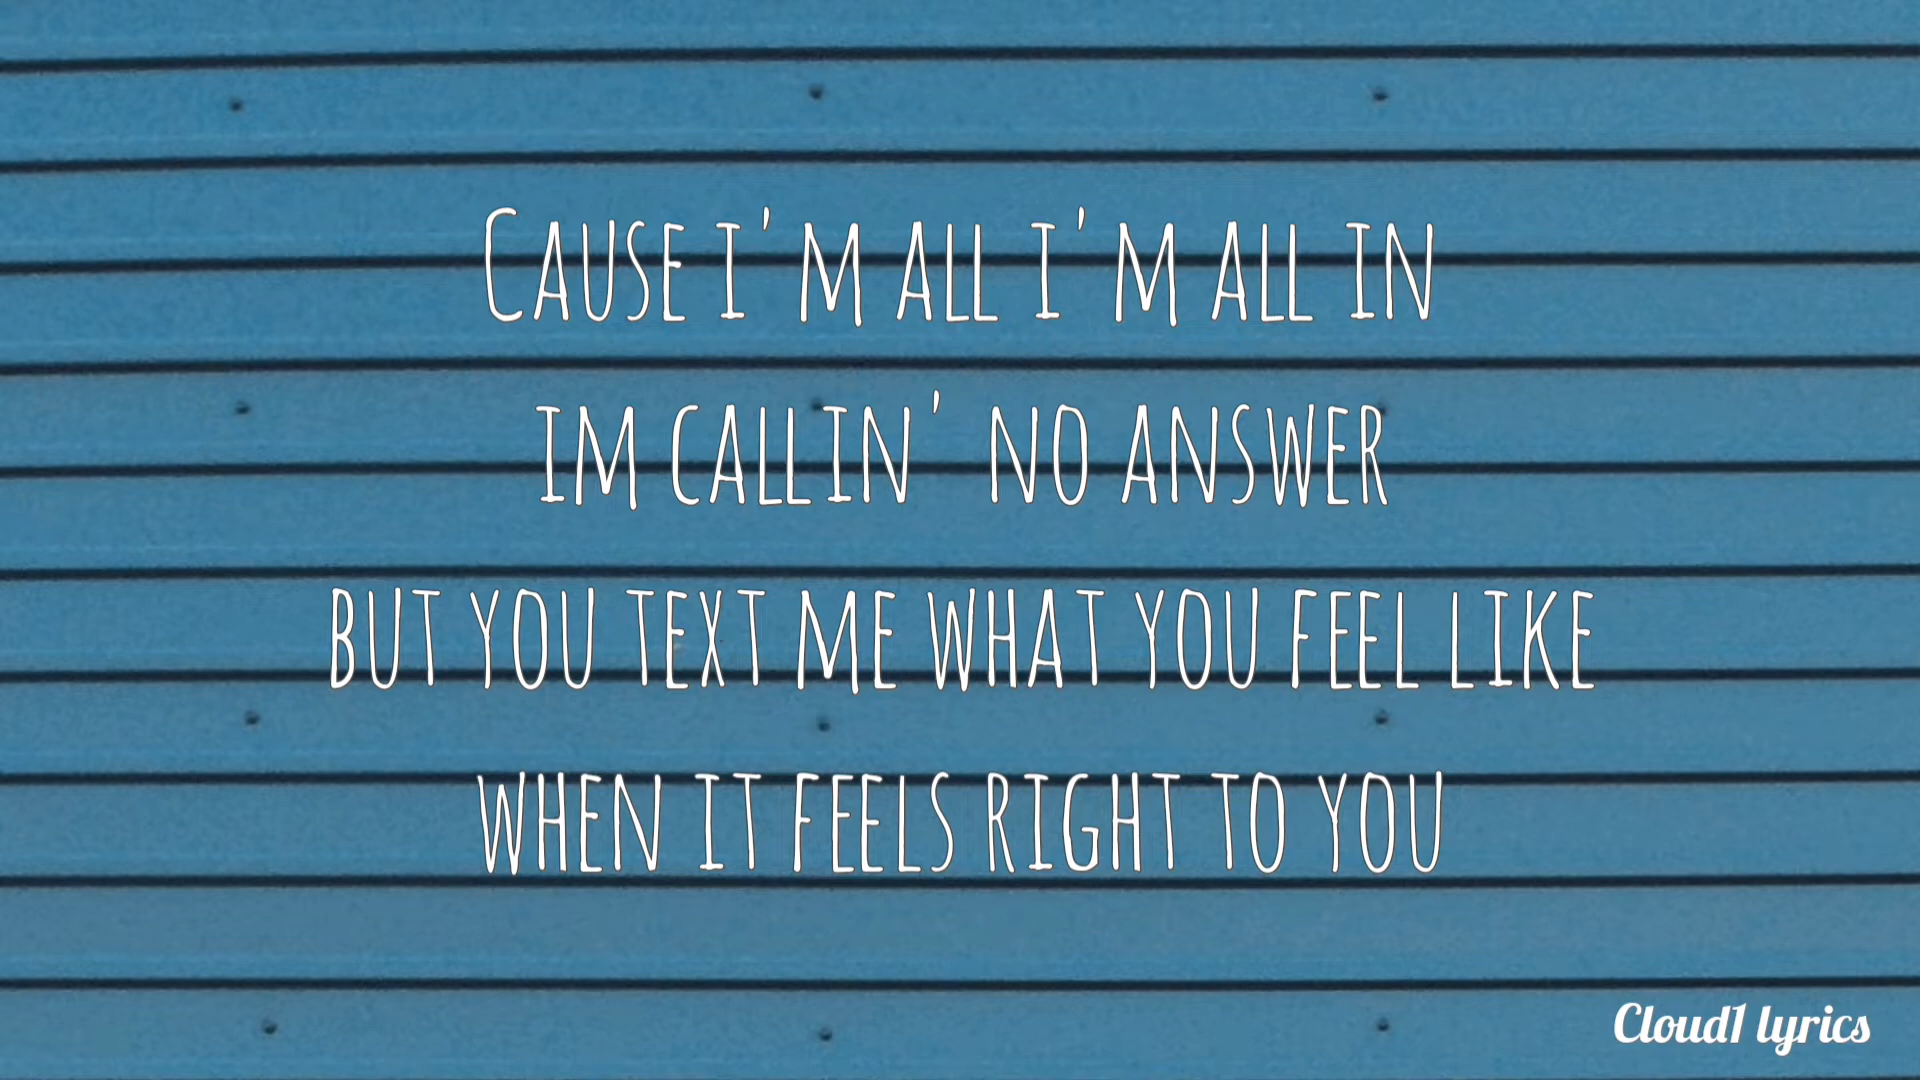 Cause i'm all i'm all in
im callin' no answer
but you text me what you feel like
when it feels right to you
Cloud1 lyrics